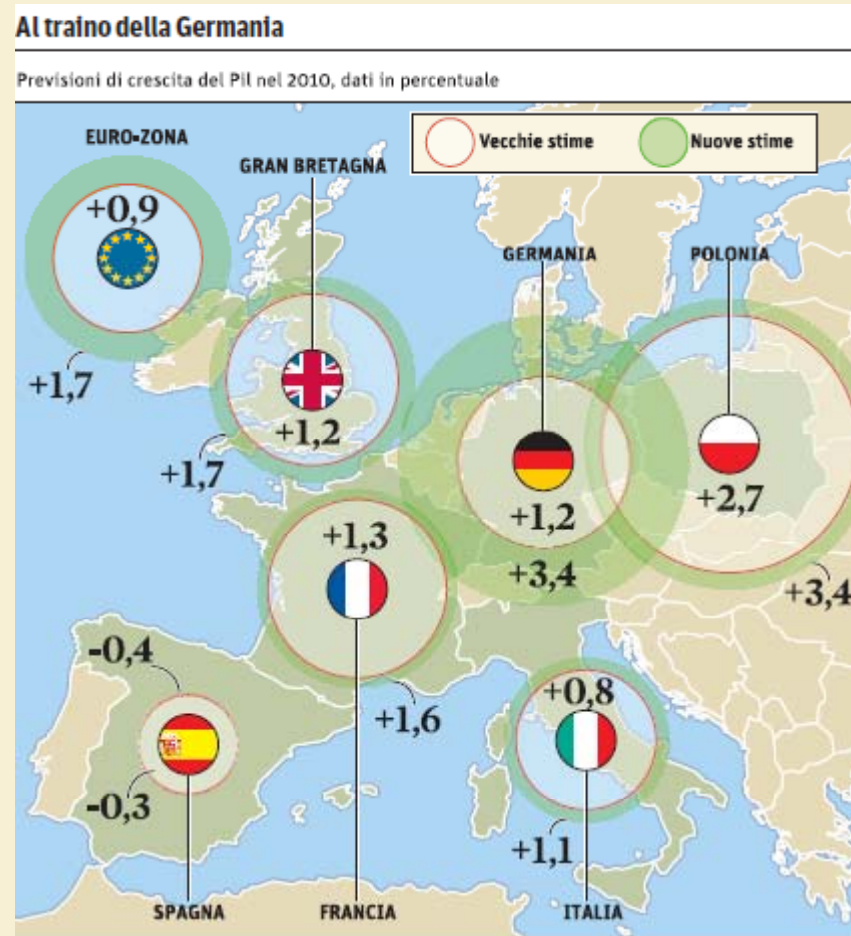 Al traino della Germania
Previsioni di crescita del Pil nel 2010, dati in percentuale
Vecchie stime
Nuove stime
EURO-ZONA
+0,9
+1,7
GRAN BRETAGNA
+1,2
+1,7
GERMANIA
+1,2
+3,4
POLONIA
+2,7
+3,4
+1,3
+1,6
FRANCIA
-0,4
-0,3
SPAGNA
+0,8
+1,1
ITALIA